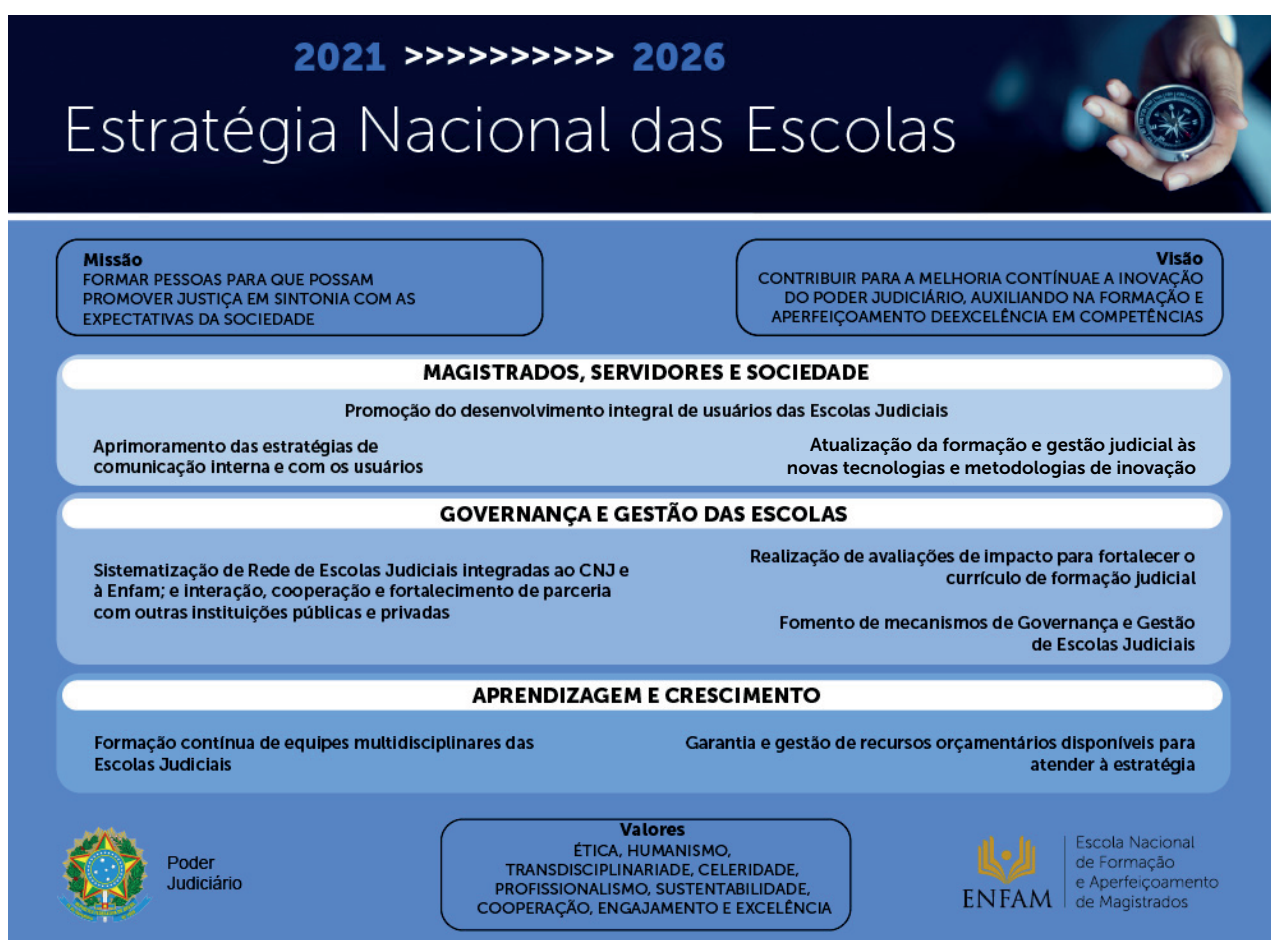 2021 >>>>>>>>>> 2026
Estratégia Nacional das Escolas
Missão
FORMAR PESSOAS PARA QUE POSSAM
PROMOVER JUSTIÇA EM SINTONIA COM AS
EXPECTATIVAS DA SOCIEDADE
Visão
CONTRIBUIR PARA A MELHORIA CONTÍNUAE A INOVAÇÃO
DO PODER JUDICIÁRIO, AUXILIANDO NA FORMAÇÃO E
APERFEIÇOAMENTO DEEXCELÊNCIA EM COMPETÊNCIAS
MAGISTRADOS, SERVIDORES E SOCIEDADE
Promoção do desenvolvimento integral de usuários das Escolas Judiciais
Aprimoramento das estratégias de
comunicação interna e com os usuários
Atualização da formação e gestão judicial às
novas tecnologias e metodologias de inovação
GOVERNANÇA E GESTÃO DAS ESCOLAS
Sistematização de Rede de Escolas Judiciais integradas ao CNJ e
à Enfam; e interação, cooperação e fortalecimento de parceria
com outras instituições públicas e privadas
Realização de avaliações de impacto para fortalecer o
currículo de formação judicial
Fomento de mecanismos de Governança e Gestão
de Escolas Judiciais
APRENDIZAGEM E CRESCIMENTO
Formação contínua de equipes multidisciplinares das
Escolas Judiciais
Garantia e gestão de recursos orçamentários disponíveis para
atender à estratégia
Poder
Judiciário
Valores
ÉTICA, HUMANISMO,
TRANSDISCIPLINARIADE, CELERIDADE,
PROFISSIONALISMO, SUSTENTABILIDADE,
COOPERAÇÃO, ENGAJAMENTO E EXCELÊNCIA
ENFAM
Escola Nacional
de Formação
e Aperfeiçoamento
de Magistrados